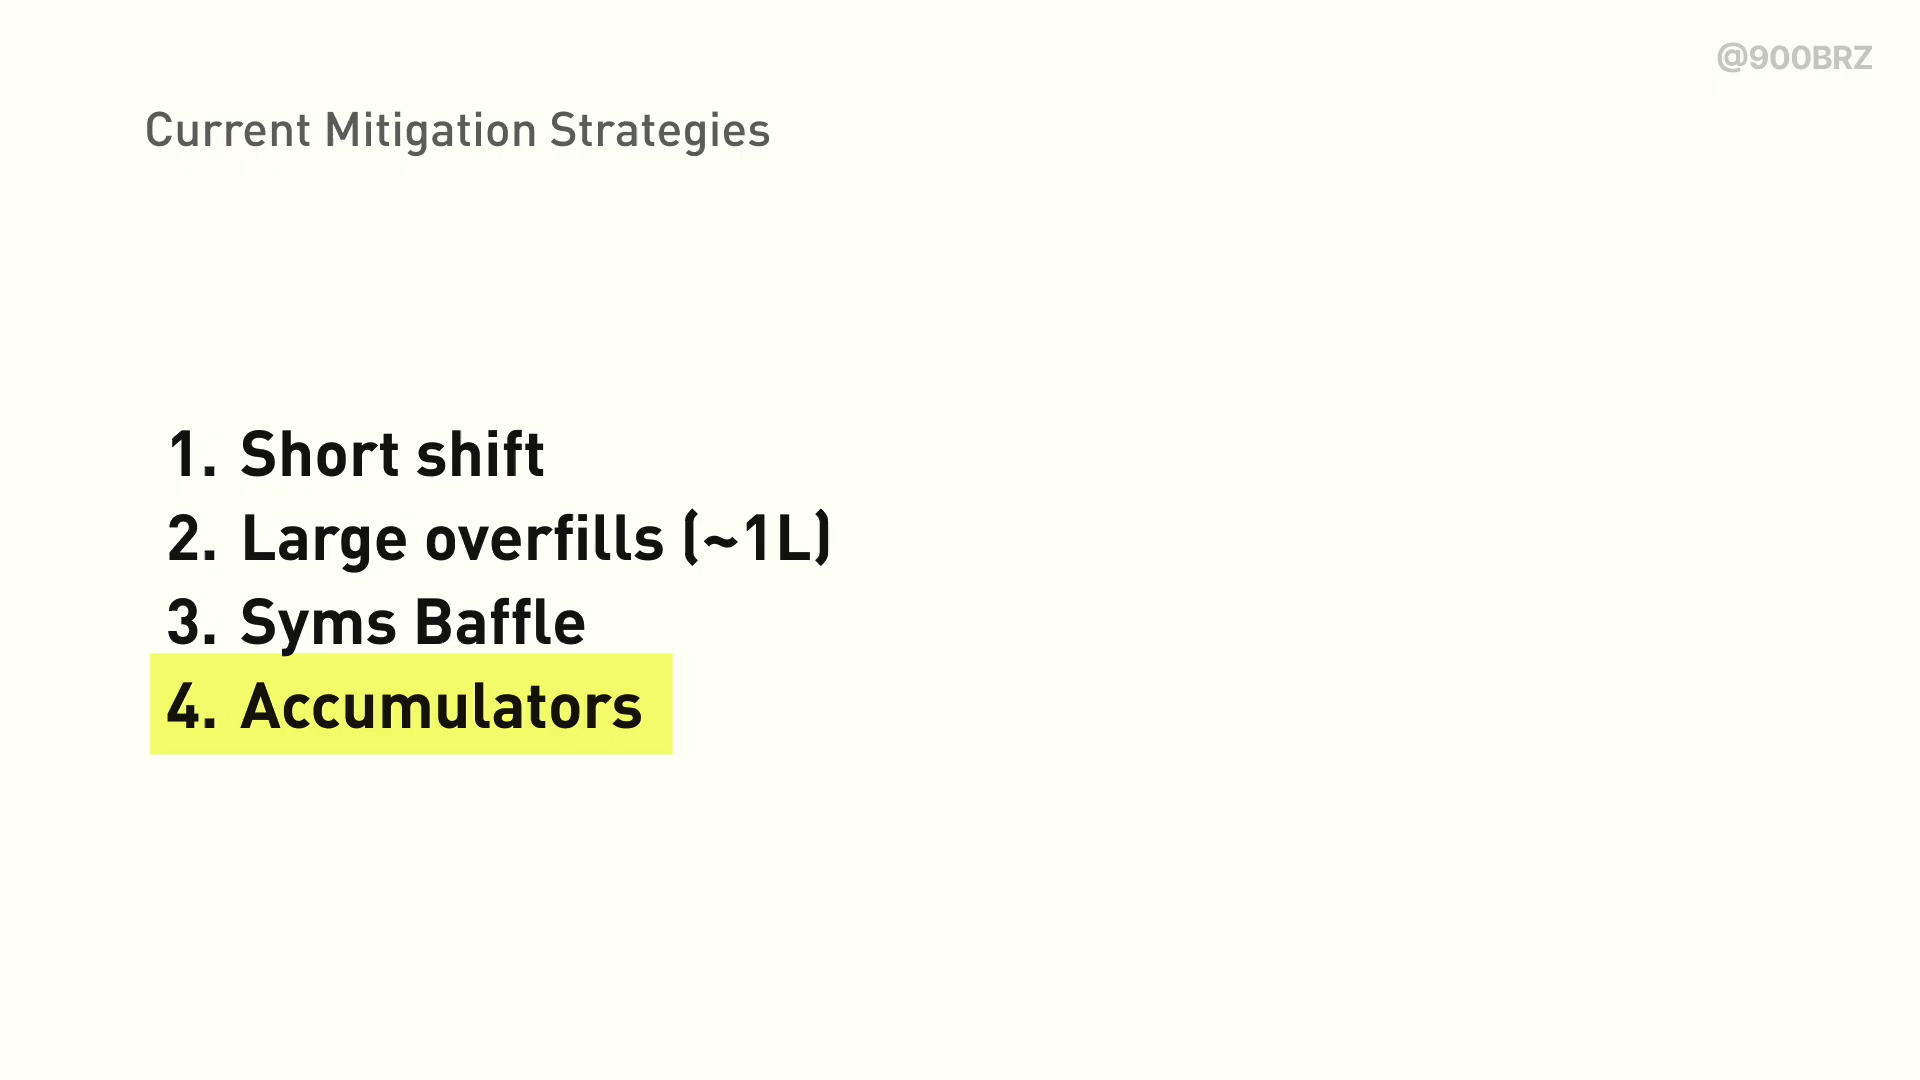 @900BRZ
Current Mitigation Strategies
1. Short shift
2. Large overfills (~1L)
3. Syms Baffle
4. Accumulators